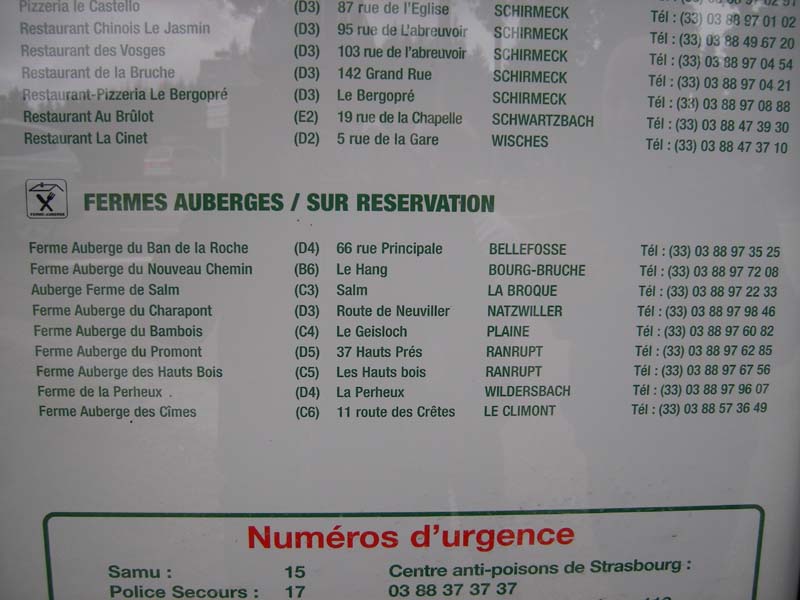 Pizzeria le Castello (D3) 87 rue de l'Eglise SCHIRMECK Tél : (33) 03 88 97 01 02
Restaurant Chinois Le Jasmin (D3) 95 rue de L'abreuvoir SCHIRMECK Tél : (33) 03 88 49 67 20
Restaurant des Vosges (D3) 103 rue de l'abreuvoir SCHIRMECK Tél : (33) 03 88 97 04 54
Restaurant de la Bruche (D3) 142 Grand Rue SCHIRMECK Tél : (33) 03 88 97 04 21
Restaurant-Pizzeria Le Bergopré (D3) Le Bergopré SCHIRMECK Tél : (33) 03 88 97 08 88
Restaurant Au Brûlot (E2) 19 rue de la Chapelle SCHWARTZBACH Tél : (33) 03 88 47 39 30
Restaurant La Cinet (D2) 5 rue de la Gare WISCHES Tél : (33) 03 88 47 37 10
FERME-AUBERGE
FERMES AUBERGES / SUR RESERVATION
Ferme Auberge du Ban de la Roche (D4) 66 rue Principale BELLEFOSSE Tél : (33) 03 88 97 35 25
Ferme Auberge du Nouveau Chemin (B6) Le Hang BOURG-BRUCHE Tél : (33) 03 88 97 72 08
Auberge Ferme de Salm (C3) Salm LA BROQUE Tél : (33) 03 88 97 22 33
Ferme Auberge du Charapont (D3) Route de Neuviller NATZWILLER Tél : (33) 03 88 97 98 46
Ferme Auberge du Bambois (C4) Le Geisloch PLAINE Tél : (33) 03 88 97 60 82
Ferme Auberge du Promont (D5) 37 Hauts Prés RANRUPT Tél : (33) 03 88 97 62 85
Ferme Auberge des Hauts Bois (C5) Les Hauts bois RANRUPT Tél : (33) 03 88 97 67 56
Ferme de la Perheux . (D4) La Perheux WILDERSBACH Tél : (33) 03 88 97 96 07
Ferme Auberge des Cîmes (C6) 11 route des Crêtes LE CLIMONT Tél : (33) 03 88 57 36 49
Numéros d'urgence
Samu : 15 Centre anti-poisons de Strasbourg :
Police Secours : 17 03 88 37 37 37